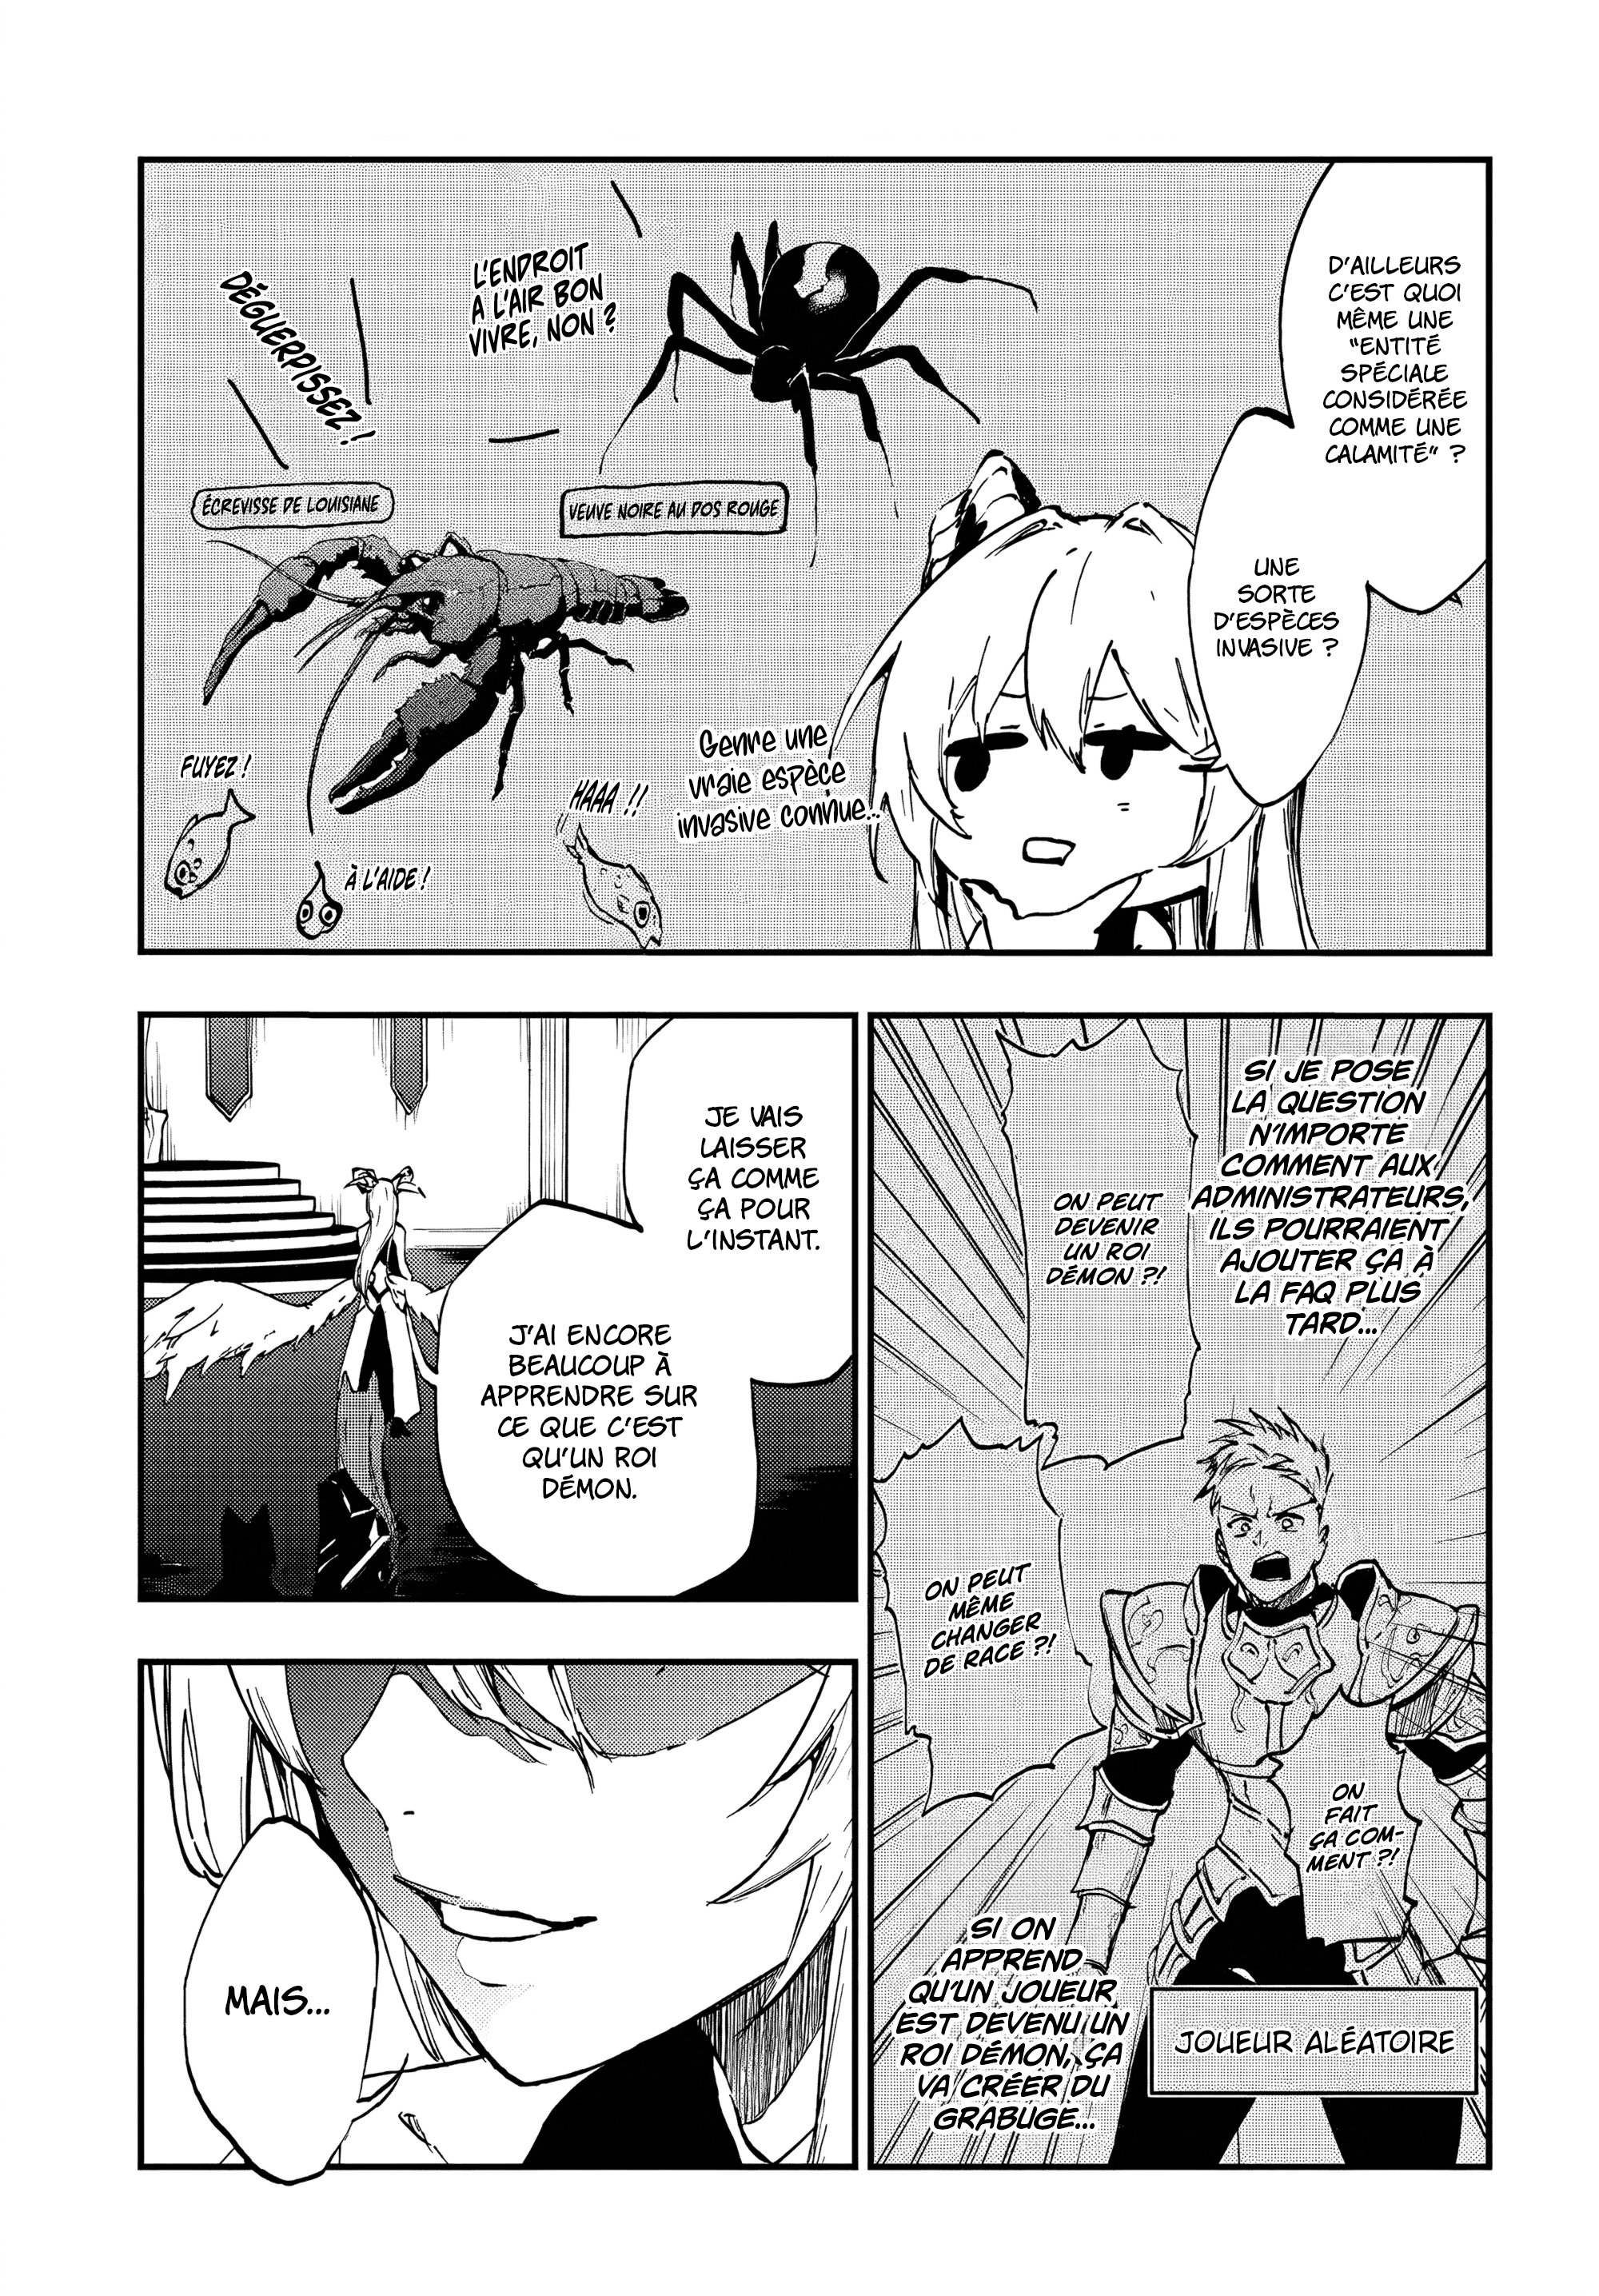 D'AILLEURS
C'EST QUOI
MÊME UNE
"ENTITÉ
SPÉCIALE
CONSIDÉRÉE
COMME UNE
CALAMITÉ" ?
UNE
SORTE
D'ESPÈCES
INVASIVE ?
L'ENDROIT
A L'AIR BON
VIVRE, NON ?
VEUVE NOIRE AU DOS ROUGE
DÉGUERPISSEZ !
ÉCREVISSE DE LOUISIANE
Genre une
vraie espèce
invasive connue...
HAAA !!
FUYEZ !
À L'AIDE !
SI JE POSE
LA QUESTION
N'IMPORTE
COMMENT AUX
ADMINISTRATEURS,
ILS POURRAIENT
AJOUTER ÇA À
LA FAQ PLUS
TARD...
ON PEUT
DEVENIR
UN ROI
DÉMON ?!
ON PEUT
MÊME
CHANGER
DE RACE ?!
ON
FAIT
ÇA COM-
MENT ?!
SI ON
APPREND
QU'UN JOUEUR
EST DEVENU UN
ROI DÉMON, ÇA
VA CRÉER DU
GRABUGE...
JOUEUR ALÉATOIRE
JE VAIS
LAISSER
ÇA COMME
ÇA POUR
L'INSTANT.
J'AI ENCORE
BEAUCOUP À
APPRENDRE SUR
CE QUE C'EST
QU'UN ROI
DÉMON.
MAIS...